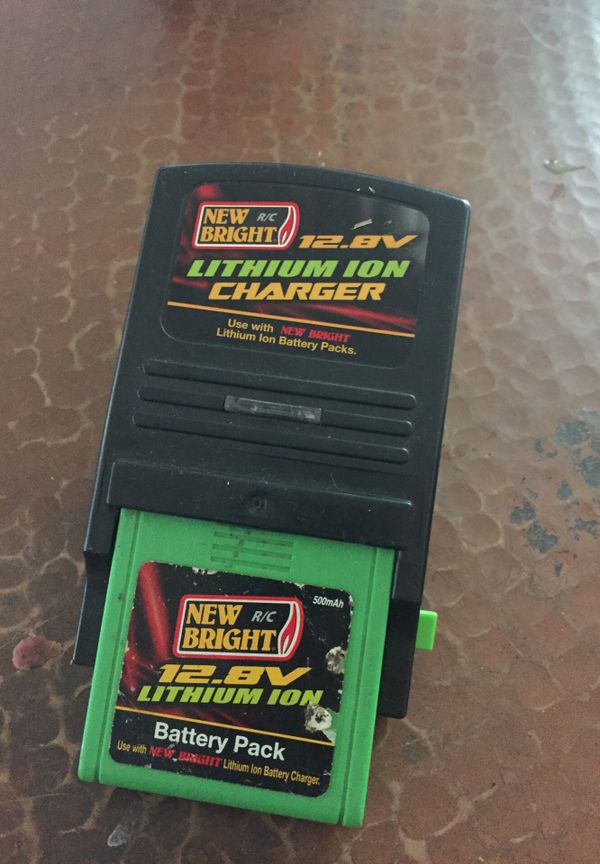 NEW R/C
BRIGHT
12.8V
LITHIUM ION
CHARGER
Use with NEW BRIGHT
Lithium Ion Battery Packs.
500mAh
NEW R/C
BRIGHT
12.8V
LITHIUM ION
Battery Pack
Use with NEW BRIGHT Lithium Ion Battery Charger.